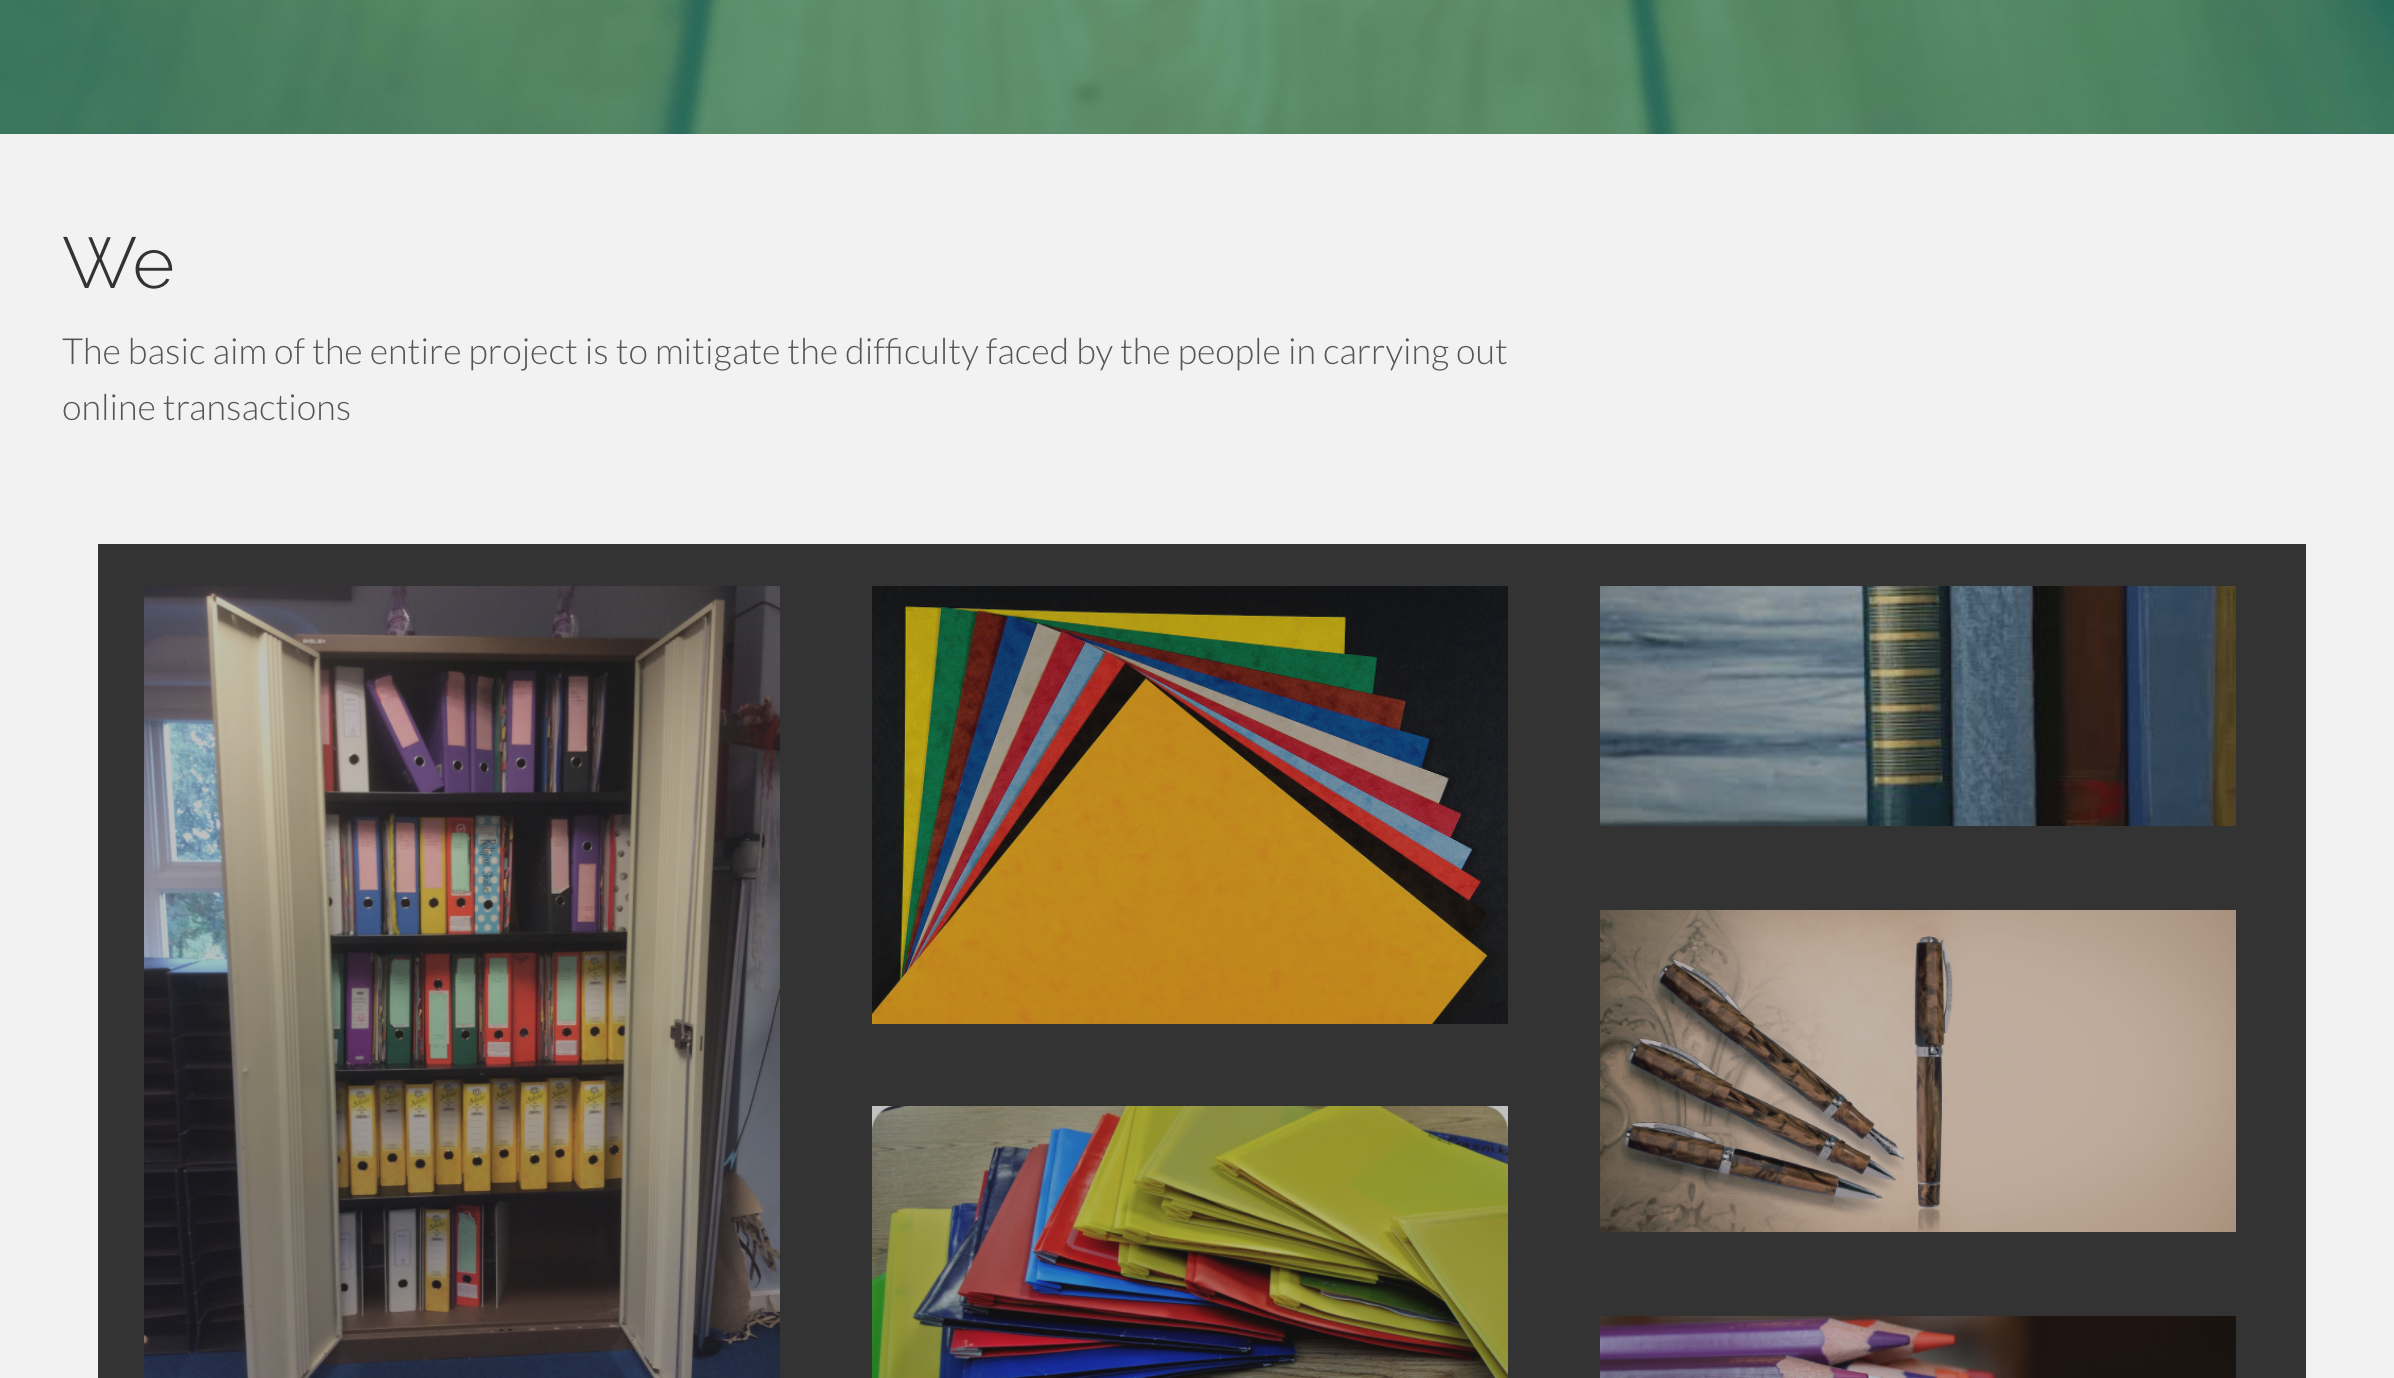 We
The basic aim of the entire project is to mitigate the difficulty faced by the people in carrying out
online transactions